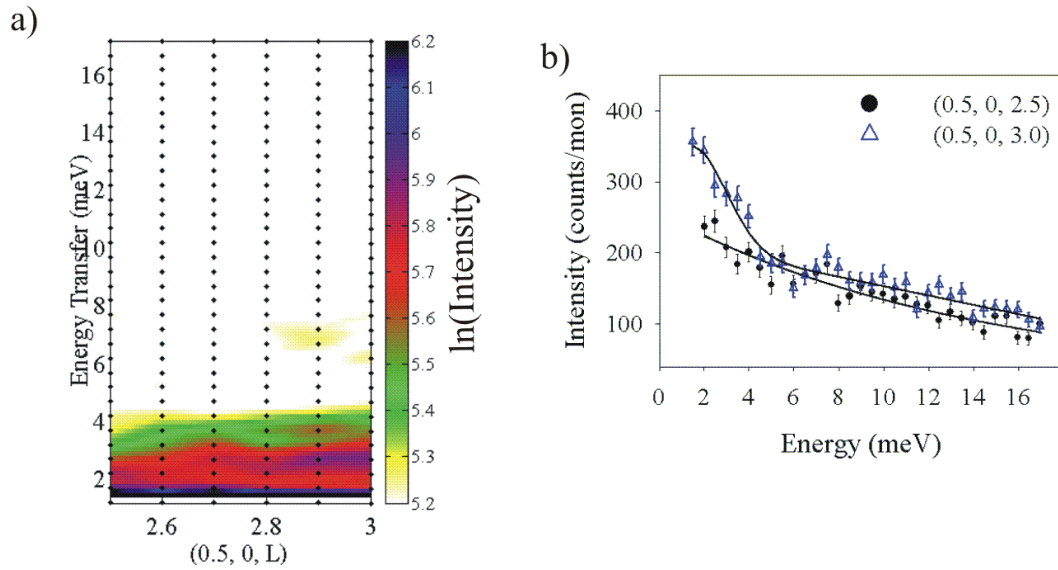 a)
16
14
12
10
8
6
4
2
Energy Transfer (meV)
2.6 2.8 3
(0.5, 0, L)
6.2
6.1
6
5.9
5.8
5.7
5.6
5.5
5.4
5.3
5.2
ln(Intensity)
b)
(0.5, 0, 2.5)
(0.5, 0, 3.0)
400
300
200
100
Intensity (counts/mon)
0 2 4 6 8 10 12 14 16
Energy (meV)